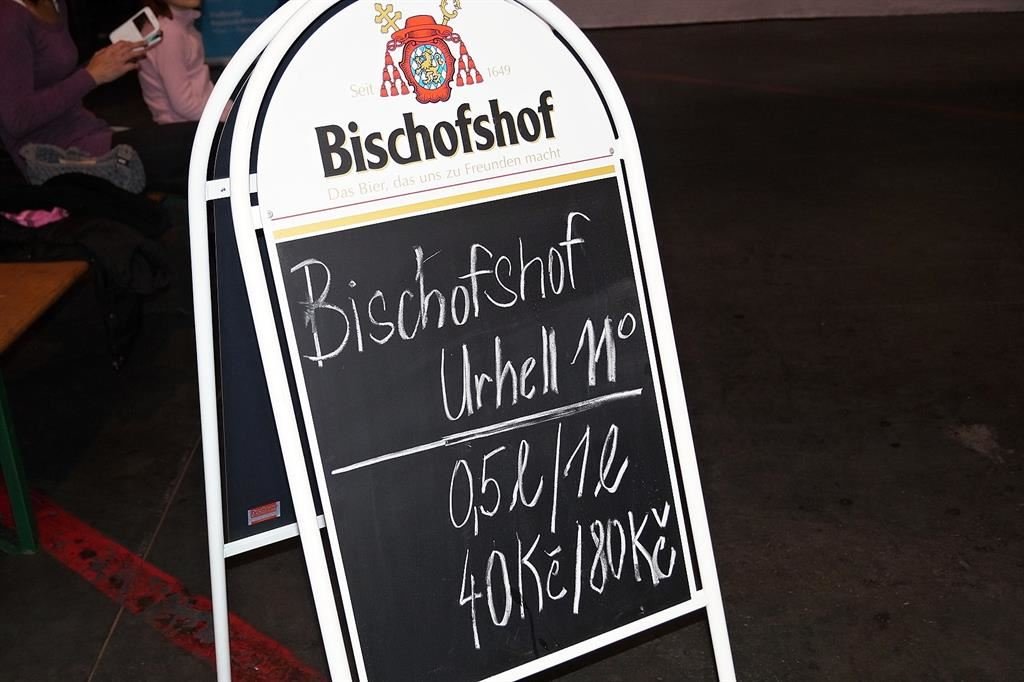 Seit 1649
Bischofshof
Das Bier, das uns zu Freunden macht
Bischofshof
Urhell 11°
0,5l/1l
40Kč/80Kč